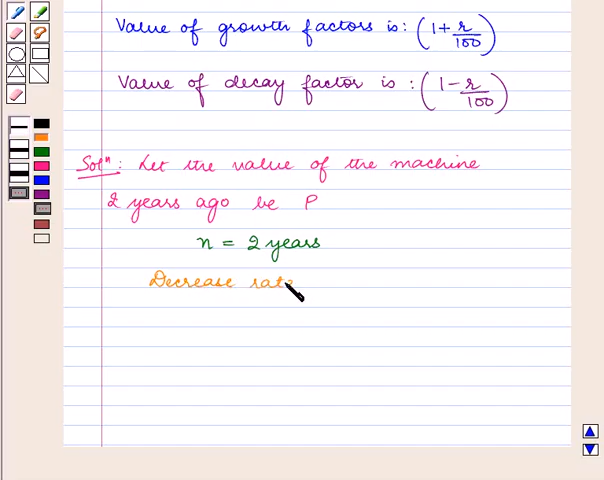 Value of growth factors is: (1 + r/100)
Value of decay factor is : (1 - r/100)
Solⁿ: Let the value of the machine
2 years ago be P
n = 2 years
Decrease rate